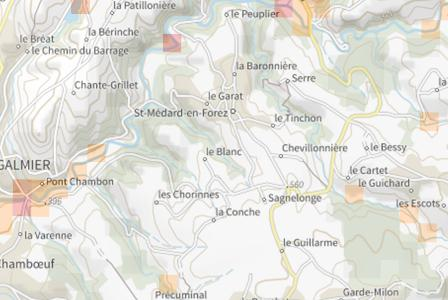 la Patillonière
le Peuplier
la Bérinche
le Bréat
le Chemin du Barrage
la Baronnière
Serre
Chante-Grillet
le Garat
St-Médard-en-Forez
le Tinchon
le Blanc
Chevillonnière
le Bessy
GALMIER
le Cartet
Pont Chambon
le Guichard
560
les Chorinnes
Sagnelonge
396
les Escots
la Conche
la Varenne
le Guillarme
Chambœuf
Précuminal
Garde-Milon